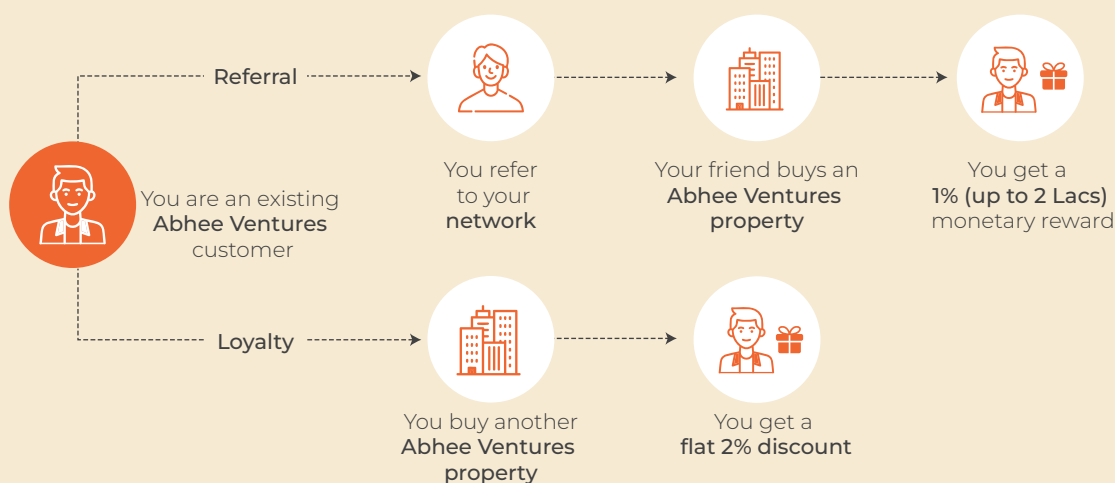 Referral
You are an existing
Abhee Ventures
customer
You refer
to your
network
Your friend buys an
Abhee Ventures
property
You get a
1% (up to 2 Lacs)
monetary reward
Loyalty
You buy another
Abhee Ventures
property
You get a
flat 2% discount